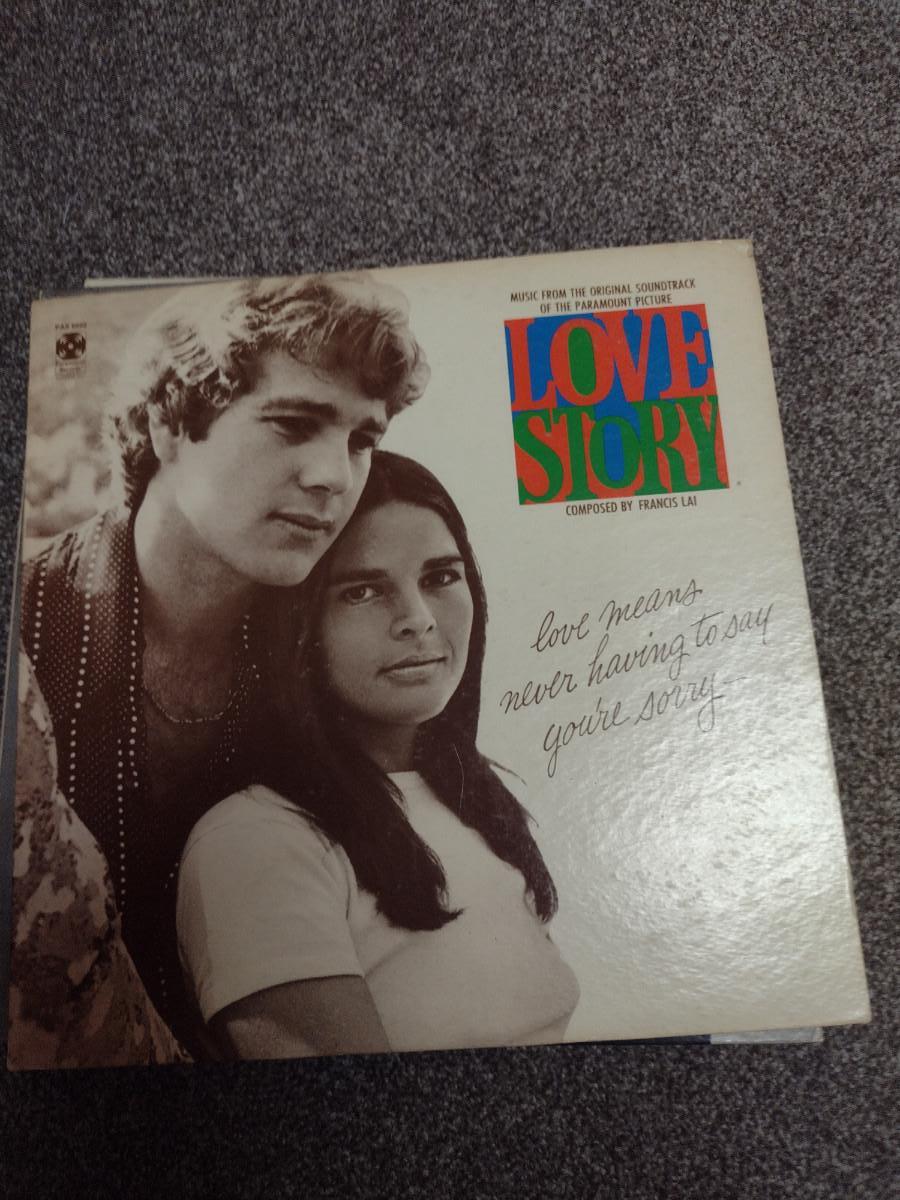 MUSIC FROM THE ORIGINAL SOUNDTRACK
OF THE PARAMOUNT PICTURE
LOVE
STORY
COMPOSED BY FRANCIS LAI
love means
never having to say
you're sorry—